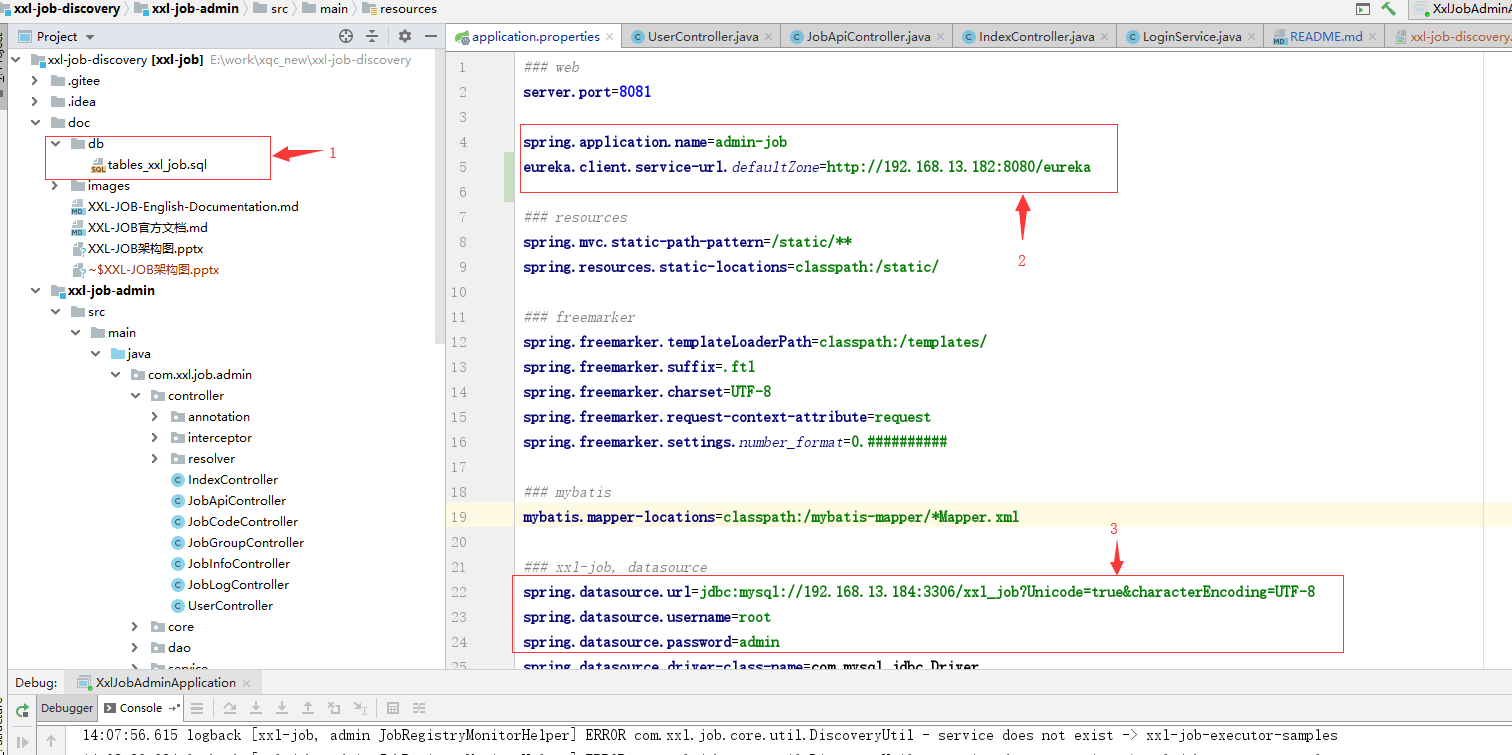 xxl-job-discovery xxl-job-admin src main resources
XxlJobAdminA
Project
application.properties UserController.java JobApiController.java IndexController.java LoginService.java README.md xxl-job-discovery.
xxl-job-discovery [xxl-job] E:\work\xqc_new\xxl-job-discovery
.gitee
.idea
doc
db
tables_xxl_job.sql
1
images
XXL-JOB-English-Documentation.md
XXL-JOB官方文档.md
XXL-JOB架构图.pptx
~$XXL-JOB架构图.pptx
xxl-job-admin
src
main
java
com.xxl.job.admin
controller
annotation
interceptor
resolver
IndexController
JobApiController
JobCodeController
JobGroupController
JobInfoController
JobLogController
UserController
core
dao
service
1 ### web
2 server.port=8081
3
4 spring.application.name=admin-job
5 eureka.client.service-url.defaultZone=http://192.168.13.182:8080/eureka
6
7 ### resources
8 spring.mvc.static-path-pattern=/static/**
2
9 spring.resources.static-locations=classpath:/static/
10
11 ### freemarker
12 spring.freemarker.templateLoaderPath=classpath:/templates/
13 spring.freemarker.suffix=.ftl
14 spring.freemarker.charset=UTF-8
15 spring.freemarker.request-context-attribute=request
16 spring.freemarker.settings.number_format=0.##########
17
18 ### mybatis
19 mybatis.mapper-locations=classpath:/mybatis-mapper/*Mapper.xml
3
20
21 ### xxl-job, datasource
22 spring.datasource.url=jdbc:mysql://192.168.13.184:3306/xxl_job?Unicode=true&characterEncoding=UTF-8
23 spring.datasource.username=root
24 spring.datasource.password=admin
25 spring.datasource.driver-class-name=com.mysql.jdbc.Driver
Debug: XxlJobAdminApplication
Debugger Console
14:07:56.615 logback [xxl-job, admin JobRegistryMonitorHelper] ERROR com.xxl.job.core.util.DiscoveryUtil - service does not exist -> xxl-job-executor-samples